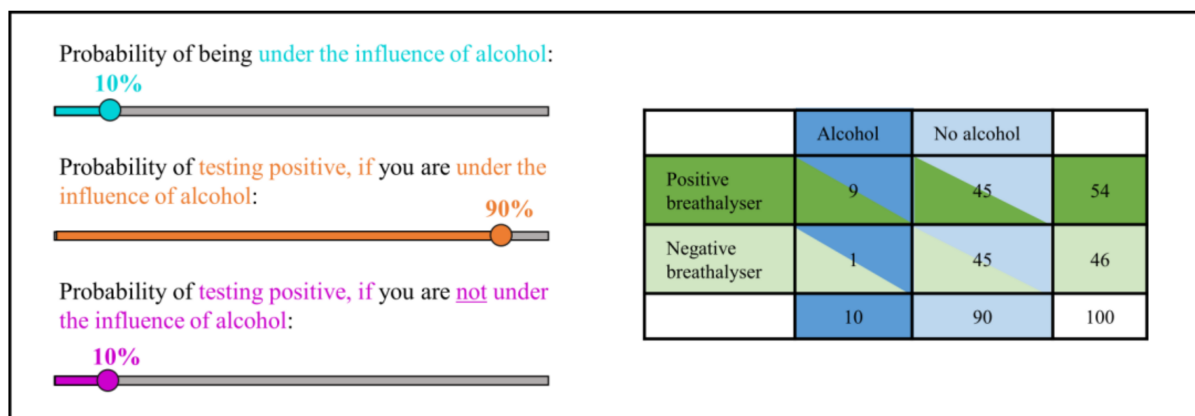 Probability of being under the influence of alcohol:
10%
Probability of testing positive, if you are under the
influence of alcohol:
90%
Probability of testing positive, if you are not under
the influence of alcohol:
10%
Alcohol No alcohol
Positive
breathalyser
9 45 54
Negative
breathalyser
1 45 46
10 90 100